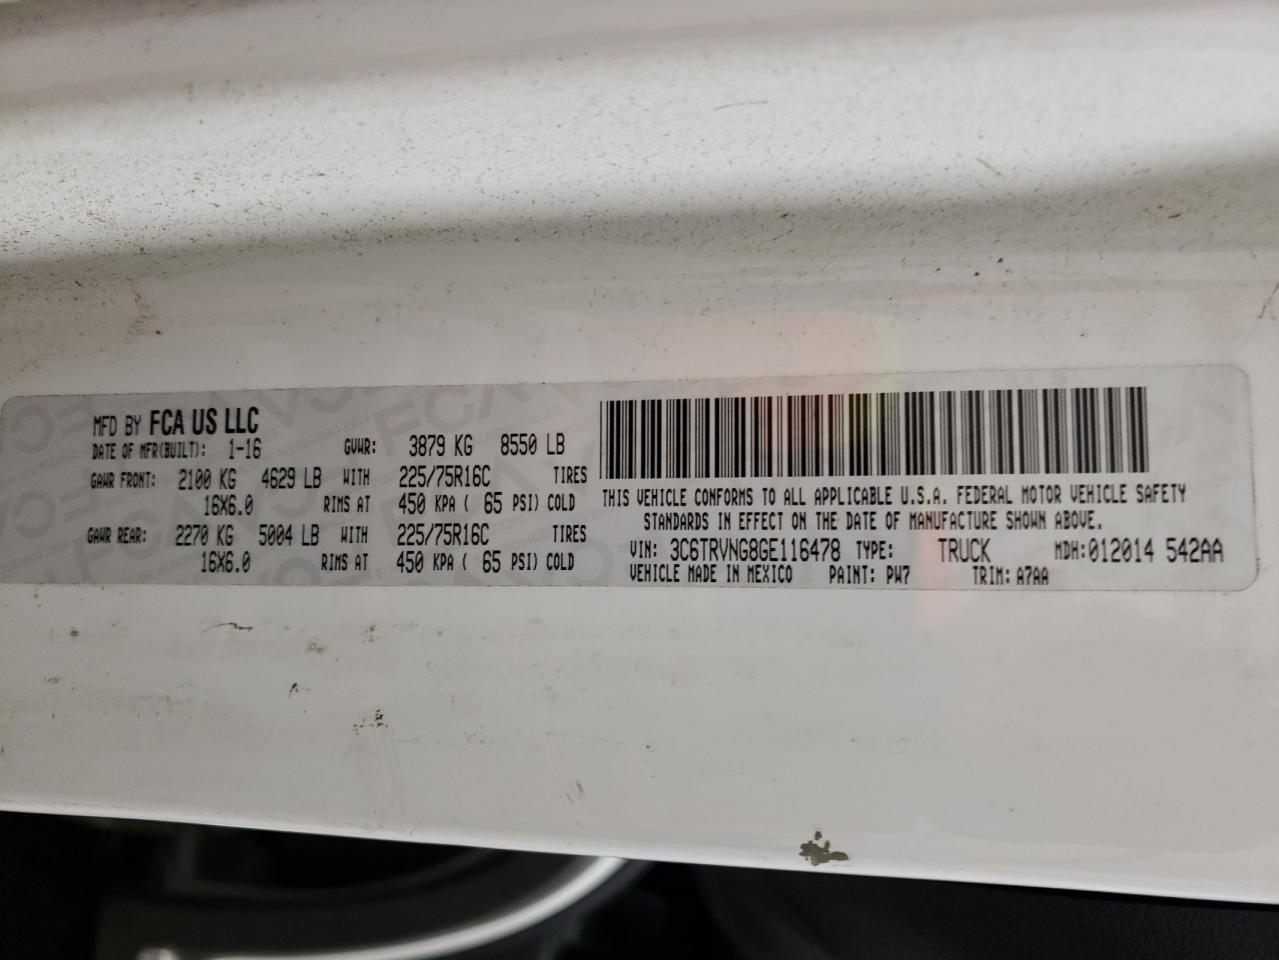 MFD BY FCA US LLC
DATE OF MFR(BUILT): 1-16 GVWR: 3879 KG 8550 LB
GAWR FRONT: 2100 KG 4629 LB WITH 225/75R16C TIRES
16X6.0 RIMS AT 450 KPA ( 65 PSI) COLD
GAWR REAR: 2270 KG 5004 LB WITH 225/75R16C TIRES
16X6.0 RIMS AT 450 KPA ( 65 PSI) COLD
THIS VEHICLE CONFORMS TO ALL APPLICABLE U.S.A. FEDERAL MOTOR VEHICLE SAFETY
STANDARDS IN EFFECT ON THE DATE OF MANUFACTURE SHOWN ABOVE.
VIN: 3C6TRVNG8GE116478 TYPE: TRUCK MDH:012014 542AA
VEHICLE MADE IN MEXICO PAINT: PW7 TRIM: A7AA